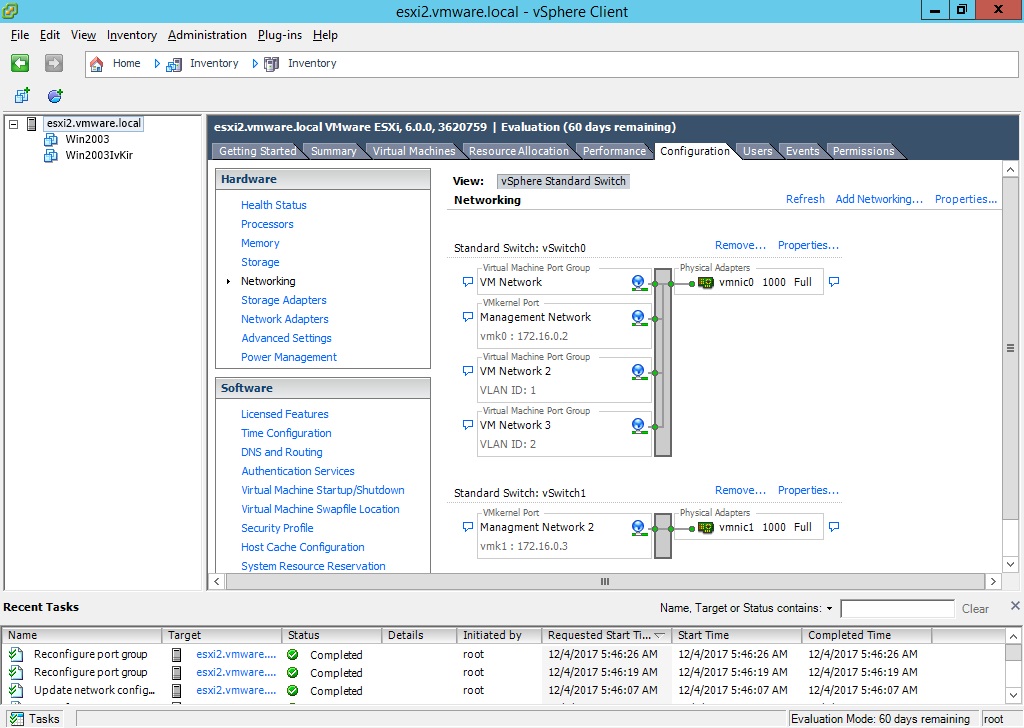 esxi2.vmware.local - vSphere Client
File Edit View Inventory Administration Plug-ins Help
Home Inventory Inventory
esxi2.vmware.local
Win2003
Win2003IvKir
esxi2.vmware.local VMware ESXi, 6.0.0, 3620759 | Evaluation (60 days remaining)
Getting Started Summary Virtual Machines Resource Allocation Performance Configuration Users Events Permissions
Hardware
Health Status
Processors
Memory
Storage
Networking
Storage Adapters
Network Adapters
Advanced Settings
Power Management
Software
Licensed Features
Time Configuration
DNS and Routing
Authentication Services
Virtual Machine Startup/Shutdown
Virtual Machine Swapfile Location
Security Profile
Host Cache Configuration
System Resource Reservation
View: vSphere Standard Switch
Networking
Refresh Add Networking... Properties...
Standard Switch: vSwitch0 Remove... Properties...
Virtual Machine Port Group
VM Network
Physical Adapters
vmnic0 1000 Full
VMkernel Port
Management Network
vmk0 : 172.16.0.2
Virtual Machine Port Group
VM Network 2
VLAN ID: 1
Virtual Machine Port Group
VM Network 3
VLAN ID: 2
Standard Switch: vSwitch1 Remove... Properties...
VMkernel Port
Managment Network 2
vmk1 : 172.16.0.3
Physical Adapters
vmnic1 1000 Full
Recent Tasks
Name, Target or Status contains: Clear
Name Target Status Details Initiated by Requested Start Ti... Start Time Completed Time
Reconfigure port group esxi2.vmware.... Completed root 12/4/2017 5:46:26 AM 12/4/2017 5:46:26 AM 12/4/2017 5:46:26 AM
Reconfigure port group esxi2.vmware.... Completed root 12/4/2017 5:46:19 AM 12/4/2017 5:46:19 AM 12/4/2017 5:46:19 AM
Update network config... esxi2.vmware.... Completed root 12/4/2017 5:46:07 AM 12/4/2017 5:46:07 AM 12/4/2017 5:46:07 AM
Tasks Evaluation Mode: 60 days remaining root